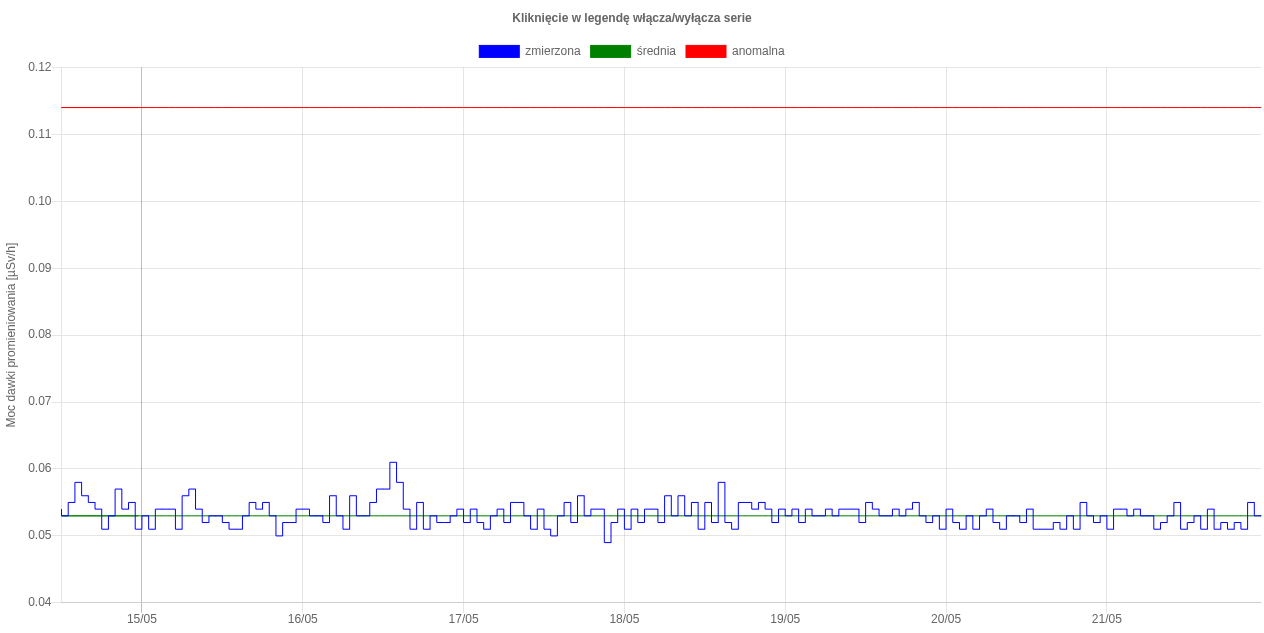 Kliknięcie w legendę włącza/wyłącza serie
zmierzona średnia anomalna
Moc dawki promieniowania [µSv/h]
0.12
0.11
0.10
0.09
0.08
0.07
0.06
0.05
0.04
15/05 16/05 17/05 18/05 19/05 20/05 21/05